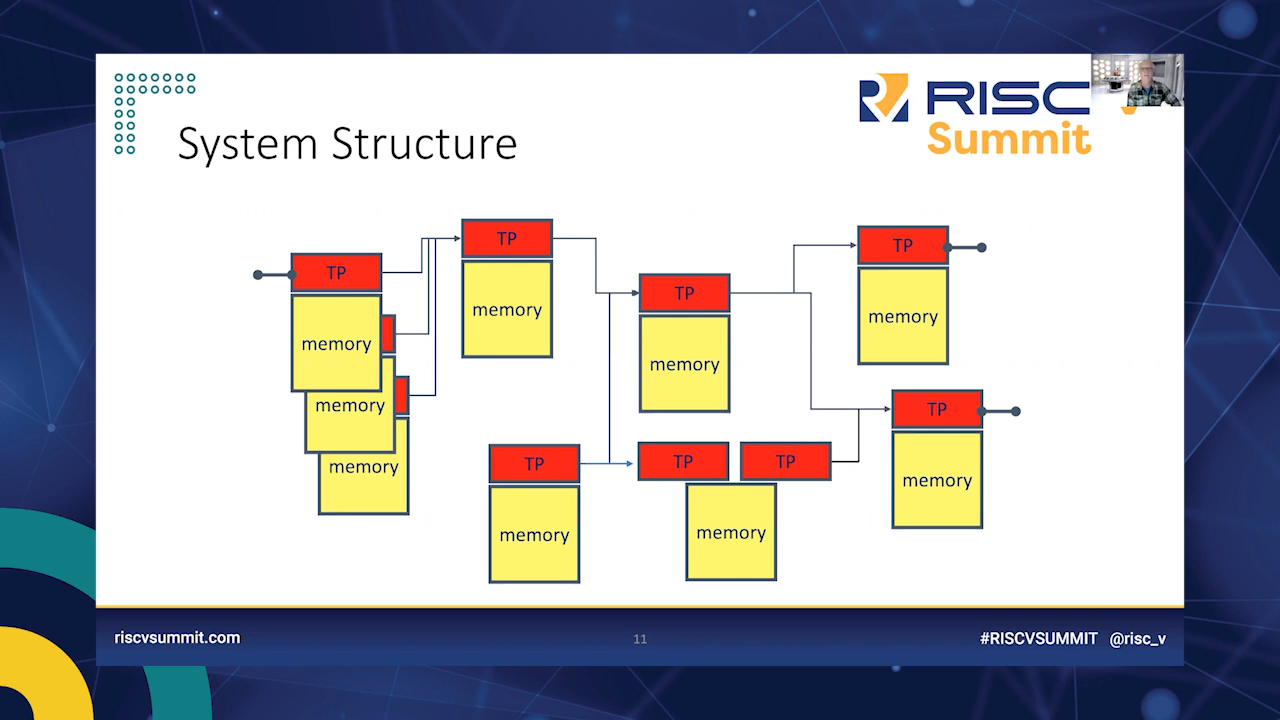 RISC
Summit
System Structure
TP
TP
TP
TP
memory
memory
memory
memory
memory
memory
TP
TP
TP
TP
memory
memory
memory
riscvsummit.com
11
#RISCVSUMMIT @risc_v